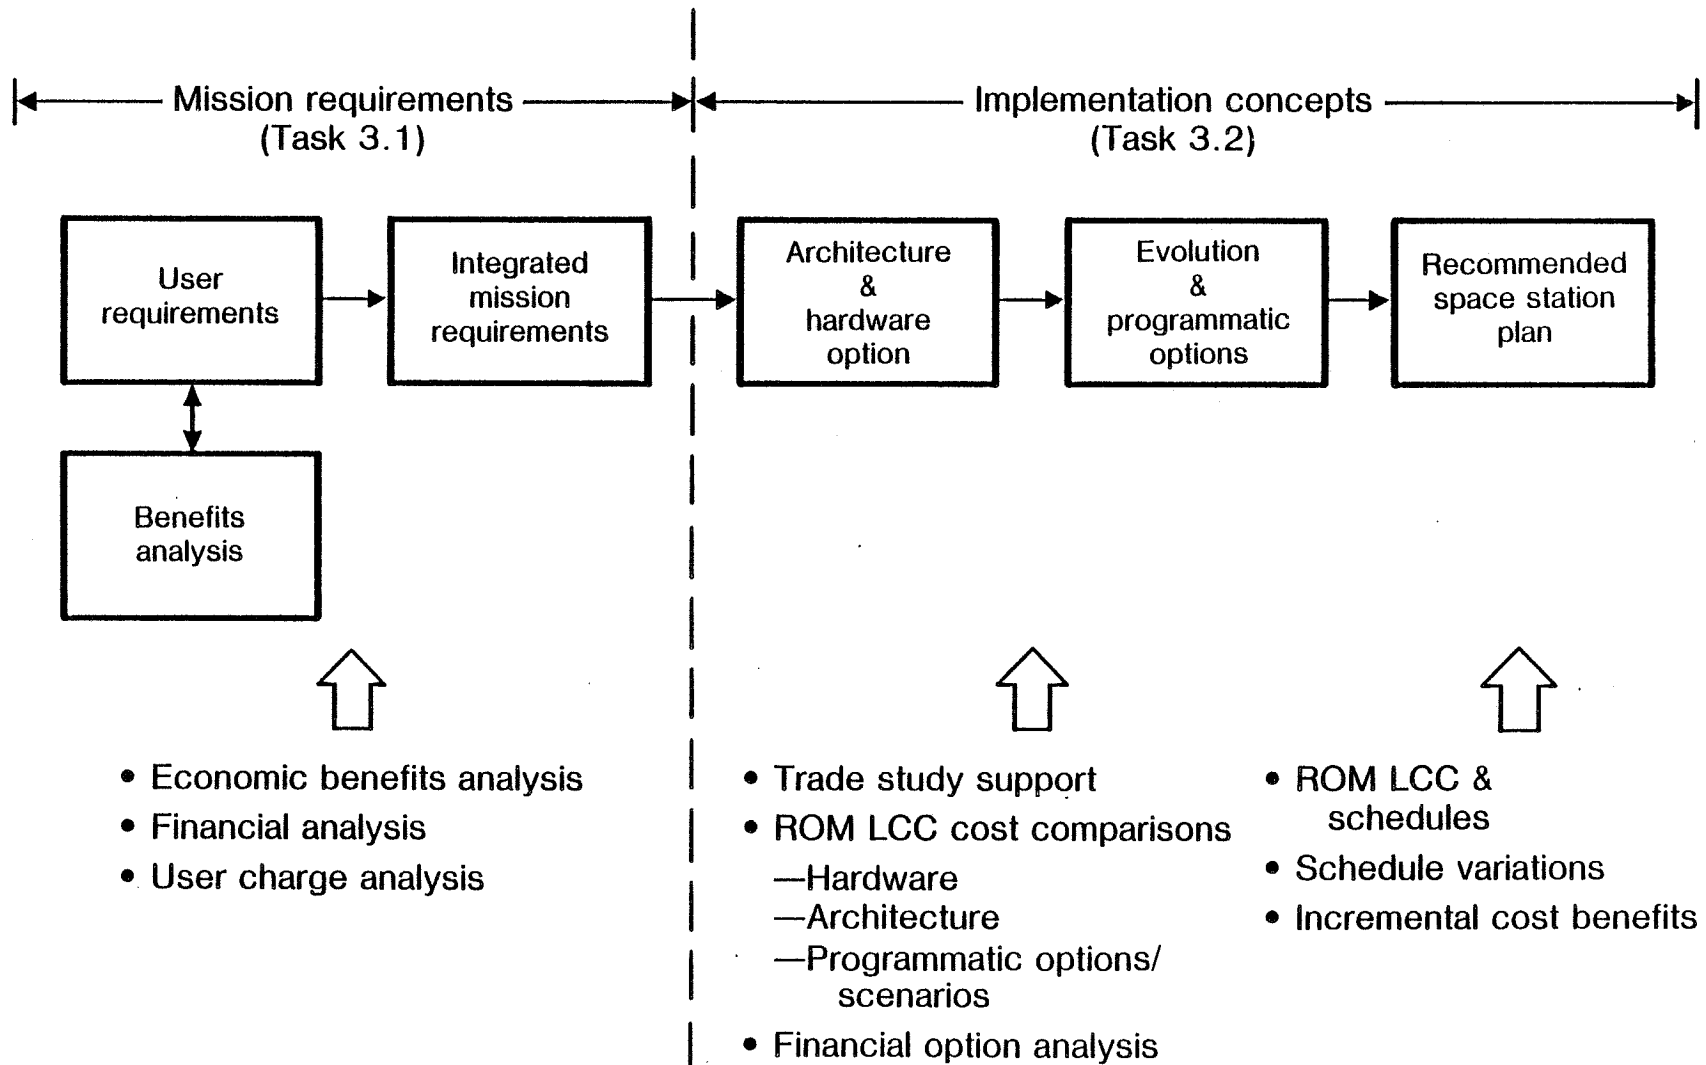 Mission requirements
(Task 3.1)
Implementation concepts
(Task 3.2)
User
requirements
Integrated
mission
requirements
Architecture
&
hardware
option
Evolution
&
programmatic
options
Recommended
space station
plan
Benefits
analysis
• Economic benefits analysis
• Financial analysis
• User charge analysis
• Trade study support
• ROM LCC cost comparisons
—Hardware
—Architecture
—Programmatic options/
scenarios
• Financial option analysis
• ROM LCC &
schedules
• Schedule variations
• Incremental cost benefits